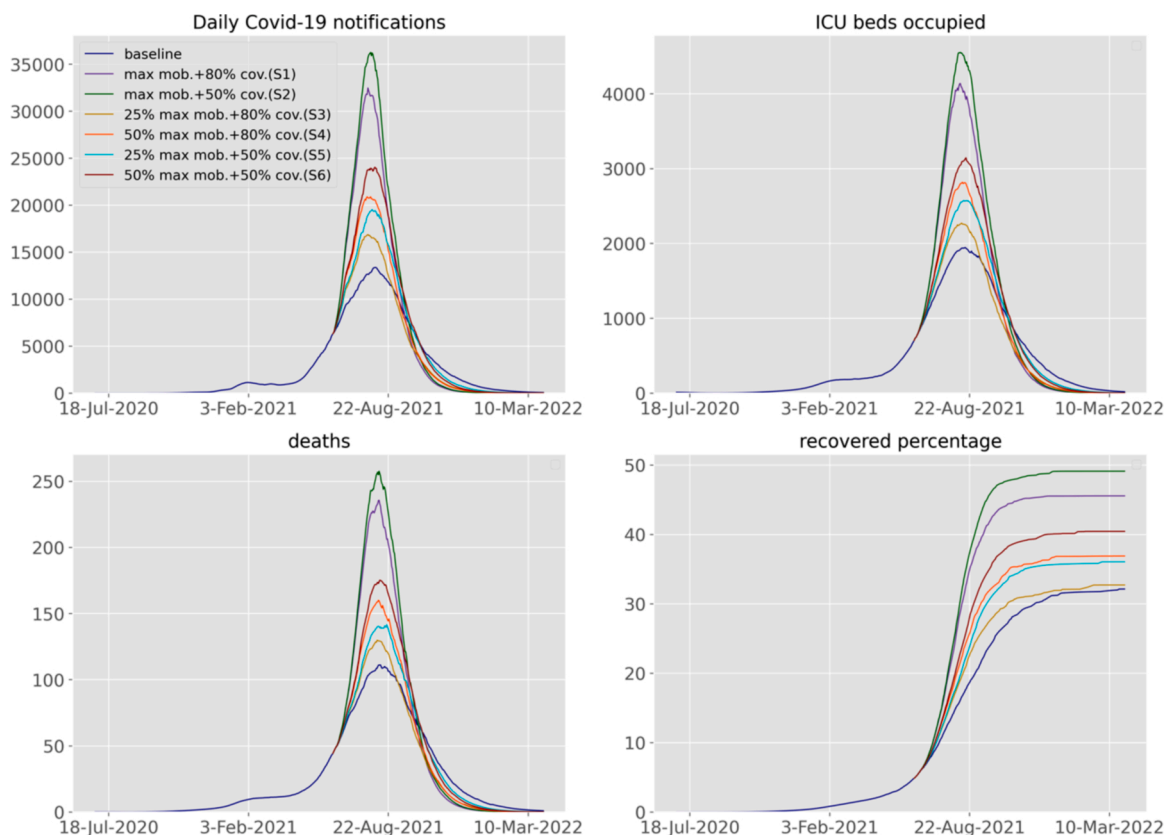 Daily Covid-19 notifications
baseline
max mob.+80% cov.(S1)
max mob.+50% cov.(S2)
25% max mob.+80% cov.(S3)
50% max mob.+80% cov.(S4)
25% max mob.+50% cov.(S5)
50% max mob.+50% cov.(S6)
35000
30000
25000
20000
15000
10000
5000
0
18-Jul-2020 3-Feb-2021 22-Aug-2021 10-Mar-2022
ICU beds occupied
4000
3000
2000
1000
0
18-Jul-2020 3-Feb-2021 22-Aug-2021 10-Mar-2022
deaths
250
200
150
100
50
0
18-Jul-2020 3-Feb-2021 22-Aug-2021 10-Mar-2022
recovered percentage
50
40
30
20
10
0
18-Jul-2020 3-Feb-2021 22-Aug-2021 10-Mar-2022